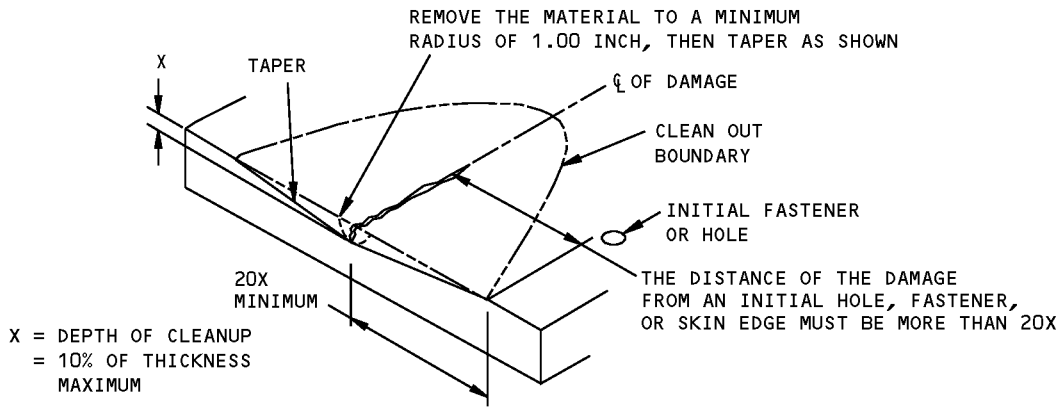 REMOVE THE MATERIAL TO A MINIMUM
RADIUS OF 1.00 INCH, THEN TAPER AS SHOWN
X
TAPER
℄ OF DAMAGE
CLEAN OUT
BOUNDARY
INITIAL FASTENER
OR HOLE
20X
MINIMUM
THE DISTANCE OF THE DAMAGE
FROM AN INITIAL HOLE, FASTENER,
OR SKIN EDGE MUST BE MORE THAN 20X
X = DEPTH OF CLEANUP
= 10% OF THICKNESS
MAXIMUM